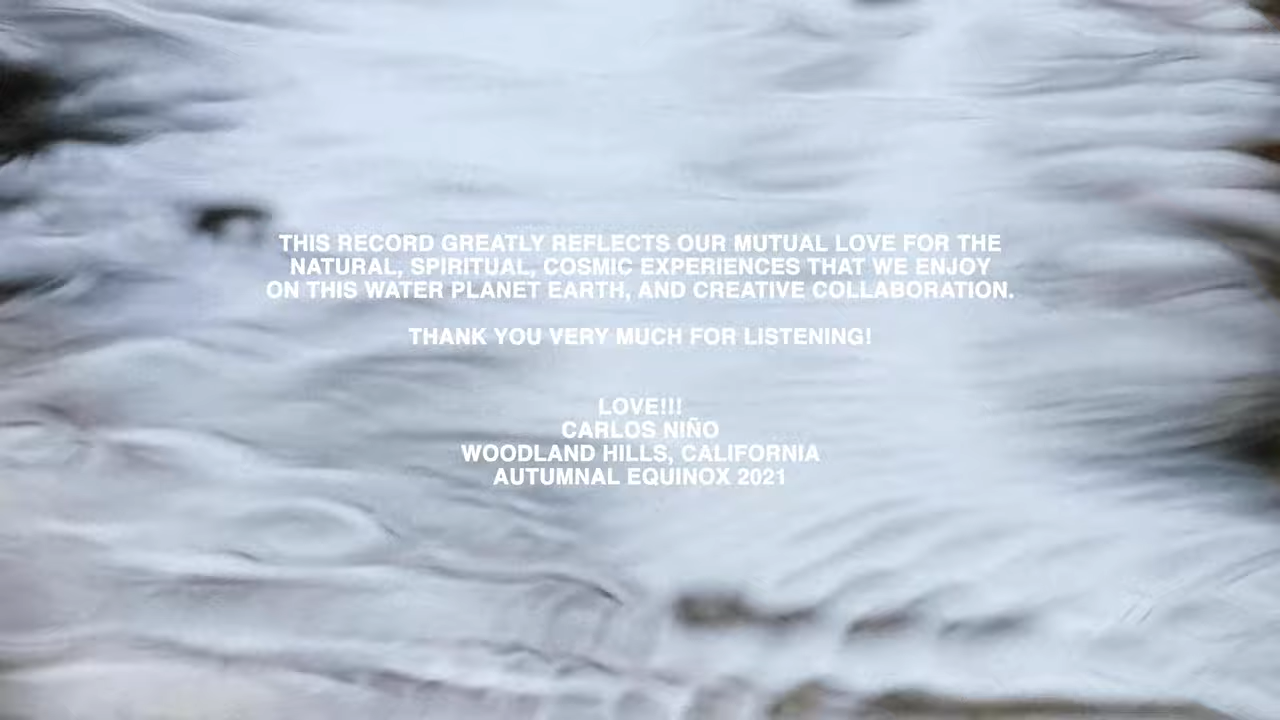 THIS RECORD GREATLY REFLECTS OUR MUTUAL LOVE FOR THE
NATURAL, SPIRITUAL, COSMIC EXPERIENCES THAT WE ENJOY
ON THIS WATER PLANET EARTH, AND CREATIVE COLLABORATION.
THANK YOU VERY MUCH FOR LISTENING!
LOVE!!!
CARLOS NIÑO
WOODLAND HILLS, CALIFORNIA
AUTUMNAL EQUINOX 2021